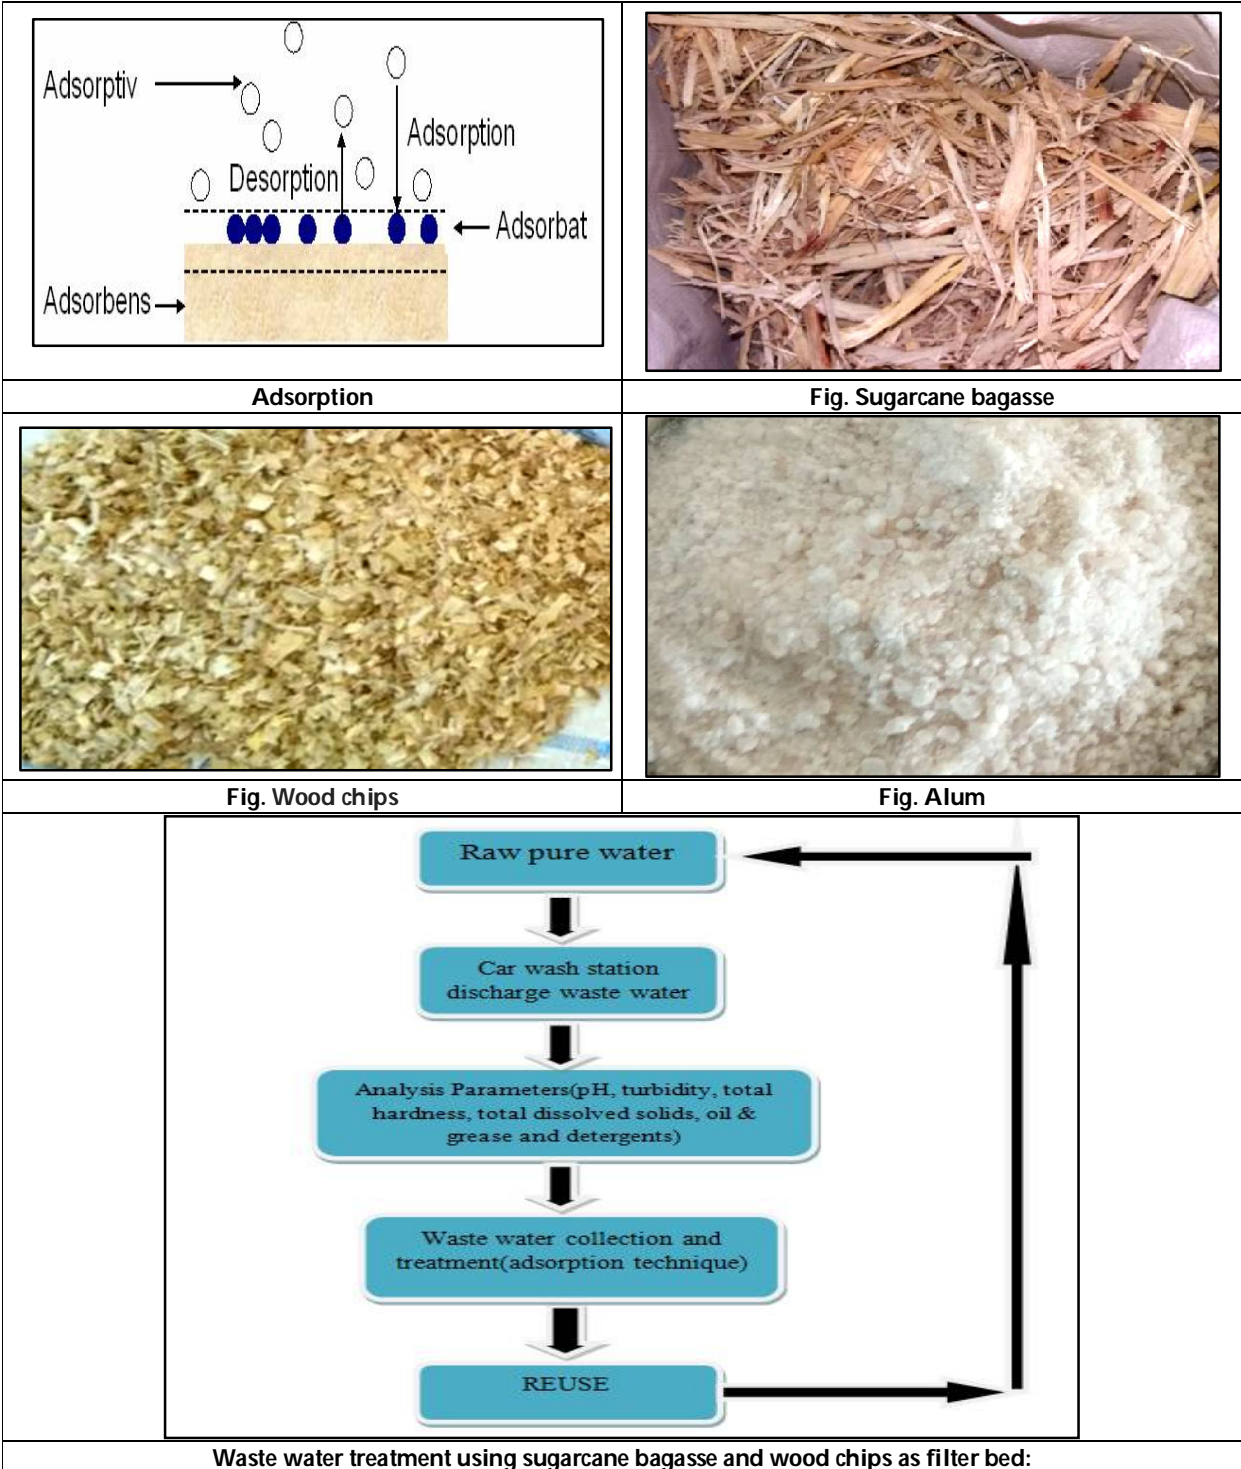 Adsorptiv
Adsorption
Desorption
Adsorbat
Adsorbens
Adsorption
Fig. Sugarcane bagasse
Fig. Wood chips
Fig. Alum
Raw pure water
Car wash station
discharge waste water
Analysis Parameters(pH, turbidity, total
hardness, total dissolved solids, oil &
grease and detergents)
Waste water collection and
treatment(adsorption technique)
REUSE
Waste water treatment using sugarcane bagasse and wood chips as filter bed: